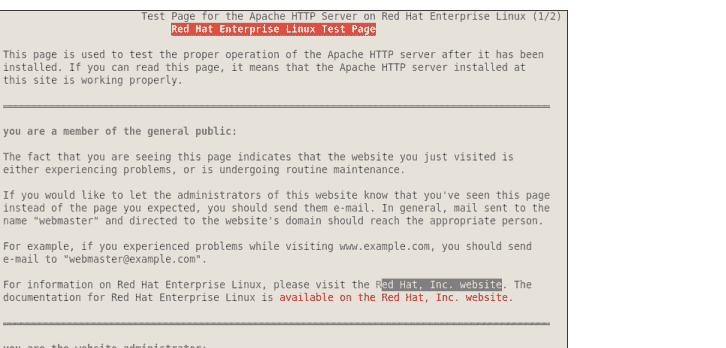 Test Page for the Apache HTTP Server on Red Hat Enterprise Linux (1/2)
Red Hat Enterprise Linux Test Page
This page is used to test the proper operation of the Apache HTTP server after it has been
installed. If you can read this page, it means that the Apache HTTP server installed at
this site is working properly.
you are a member of the general public:
The fact that you are seeing this page indicates that the website you just visited is
either experiencing problems, or is undergoing routine maintenance.
If you would like to let the administrators of this website know that you've seen this page
instead of the page you expected, you should send them e-mail. In general, mail sent to the
name "webmaster" and directed to the website's domain should reach the appropriate person.
For example, if you experienced problems while visiting www.example.com, you should send
e-mail to "webmaster@example.com".
For information on Red Hat Enterprise Linux, please visit the Red Hat, Inc. website. The
documentation for Red Hat Enterprise Linux is available on the Red Hat, Inc. website.
you are the website administrator: